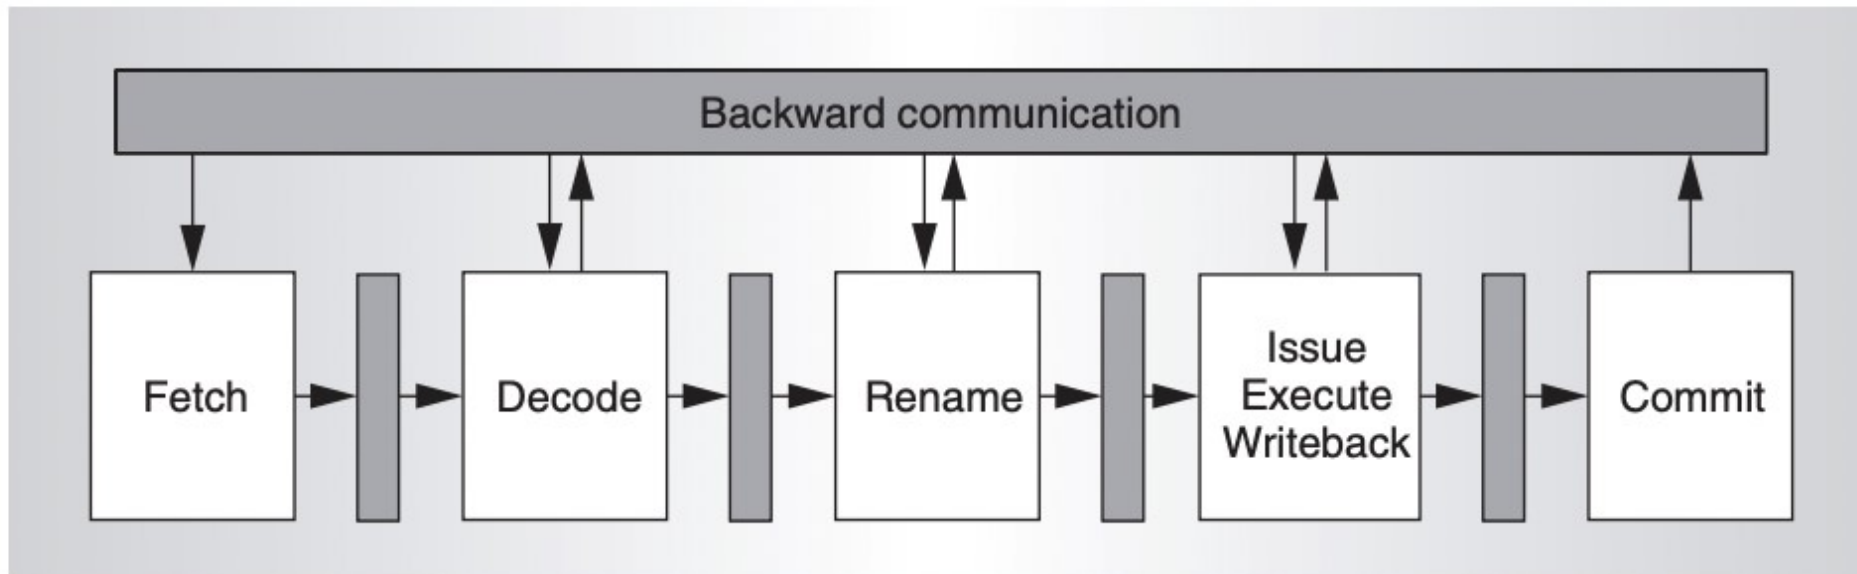 Backward communication
Fetch
Decode
Rename
Issue
Execute
Writeback
Commit